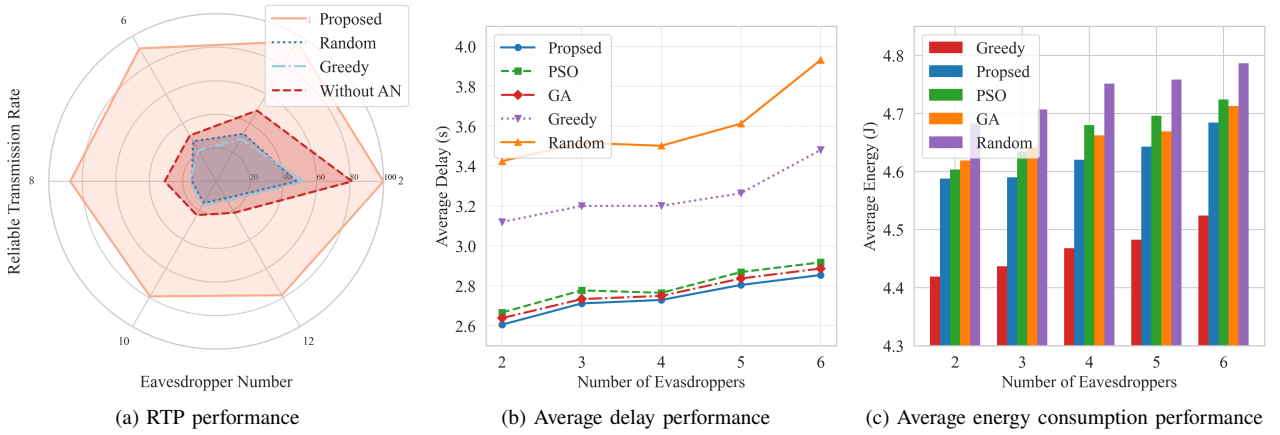 6
4
Proposed
Random
Greedy
Without AN
Reliable Transmission Rate
8
20
40
60
80
100
2
10
12
Eavedropper Number
(a) RTP performance
Average Delay (s)
4.0
3.8
3.6
3.4
3.2
3.0
2.8
2.6
Propsed
PSO
GA
Greedy
Random
2 3 4 5 6
Number of Evasdroppers
(b) Average delay performance
Average Energy (J)
4.8
4.7
4.6
4.5
4.4
4.3
Greedy
Propsed
PSO
GA
Random
2 3 4 5 6
Number of Eavesdroppers
(c) Average energy consumption performance